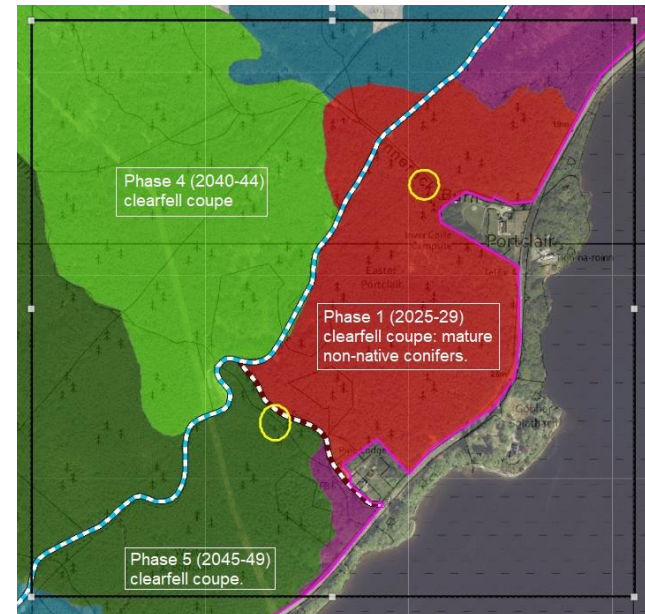 Phase 4 (2040-44)
clearfell coupe
Burn
Portclair
Easter
Portclair
Phase 1 (2025-29)
clearfell coupe: mature
non-native conifers.
Phase 5 (2045-49)
clearfell coupe.